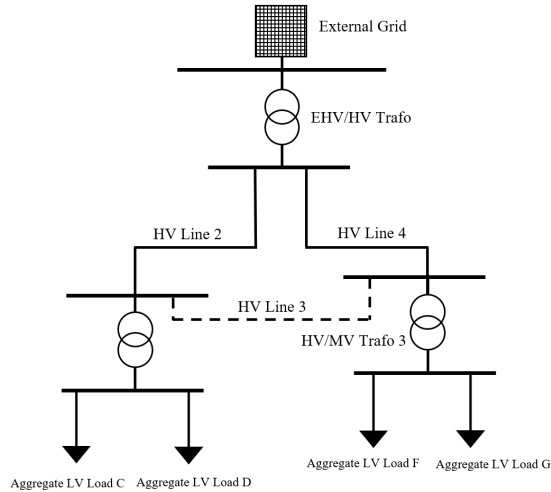 External Grid
EHV/HV Trafo
HV Line 2
HV Line 4
HV Line 3
HV/MV Trafo 3
Aggregate LV Load C
Aggregate LV Load D
Aggregate LV Load F
Aggregate LV Load G